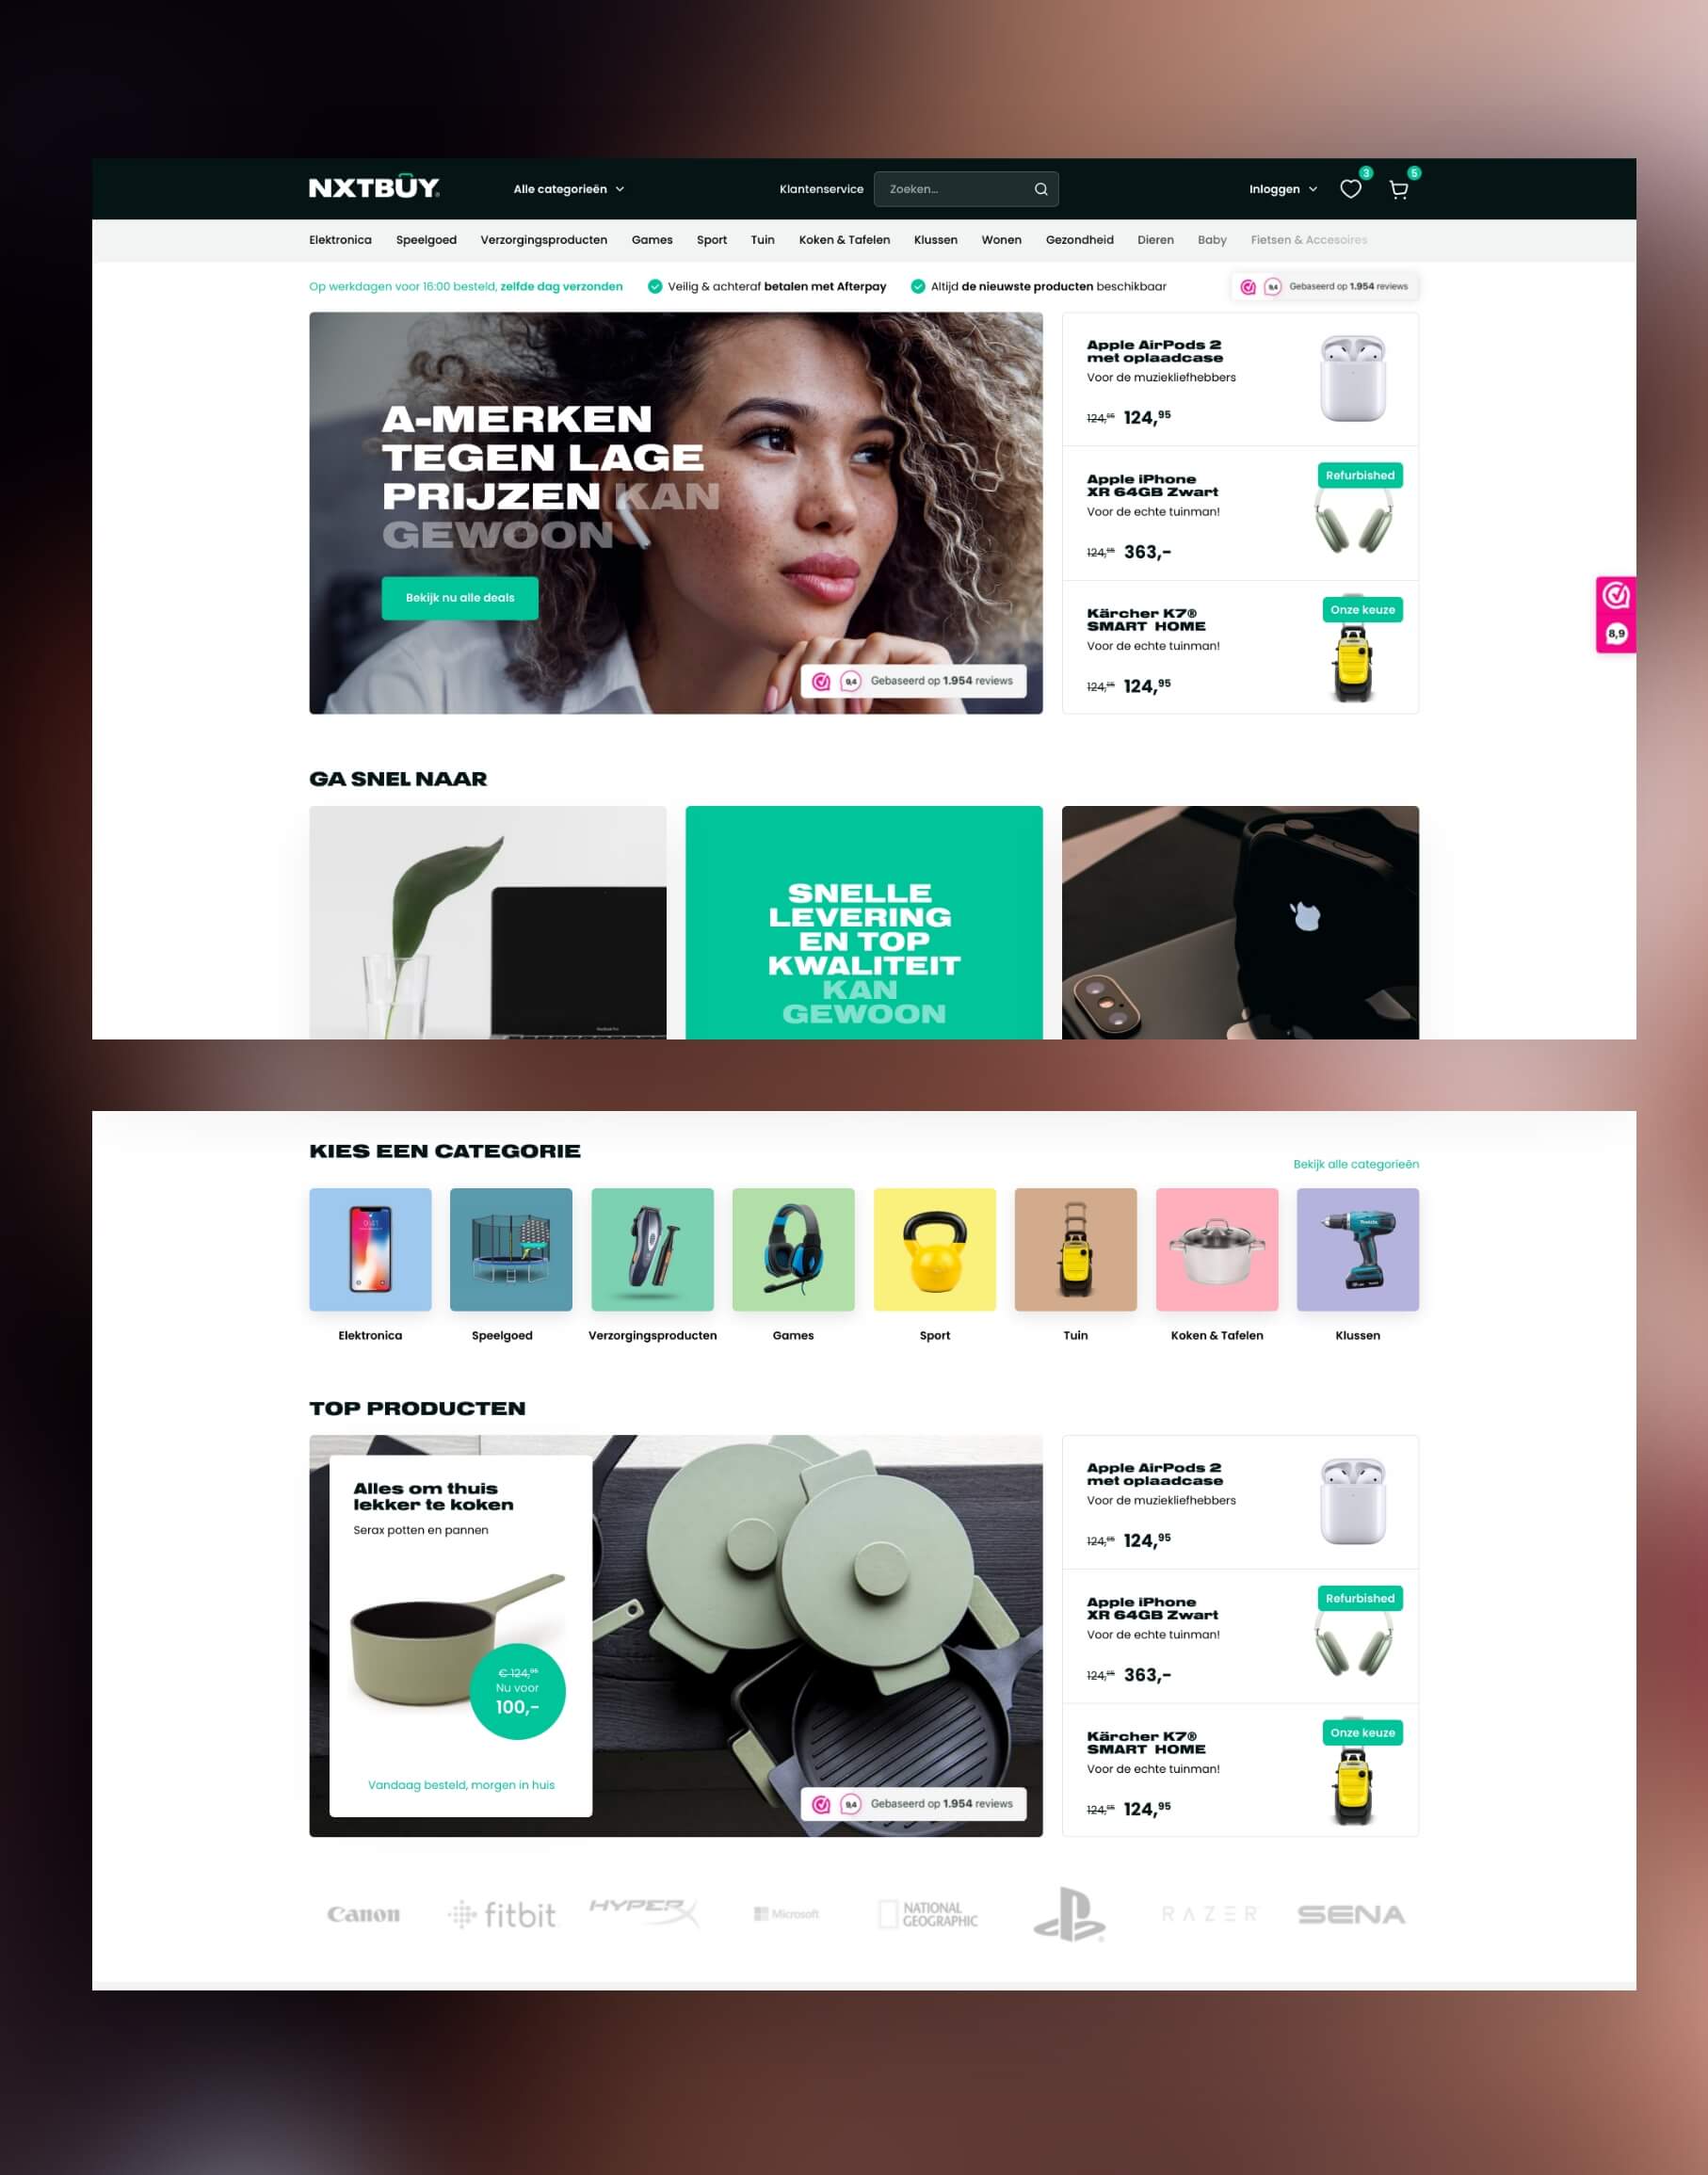 NXTBUY
Alle categorieën
Klantenservice
Zoeken...
Inloggen
3
5
Elektronica
Speelgoed
Verzorgingsproducten
Games
Sport
Tuin
Koken & Tafelen
Klussen
Wonen
Gezondheid
Dieren
Baby
Fietsen & Accesoires
Op werkdagen voor 16:00 besteld, zelfde dag verzonden
Veilig & achteraf betalen met Afterpay
Altijd de nieuwste producten beschikbaar
9,4
Gebaseerd op 1.954 reviews
A-MERKEN
TEGEN LAGE
PRIJZEN KAN
GEWOON
Bekijk nu alle deals
9,4
Gebaseerd op 1.954 reviews
Apple AirPods 2
met oplaadcase
Voor de muziekliefhebbers
124,95 124,95
Refurbished
Apple iPhone
XR 64GB Zwart
Voor de echte tuinman!
124,95 363,-
Onze keuze
Kärcher K7®
SMART HOME
Voor de echte tuinman!
124,95 124,95
8,9
GA SNEL NAAR
MacBook Pro
SNELLE
LEVERING
EN TOP
KWALITEIT
KAN
GEWOON
KIES EEN CATEGORIE
Bekijk alle categorieën
Elektronica
Speelgoed
Verzorgingsproducten
Games
Sport
Tuin
Koken & Tafelen
Klussen
TOP PRODUCTEN
Alles om thuis
lekker te koken
Serax potten en pannen
€ 124,95
Nu voor
100,-
Vandaag besteld, morgen in huis
9,4
Gebaseerd op 1.954 reviews
Apple AirPods 2
met oplaadcase
Voor de muziekliefhebbers
124,95 124,95
Refurbished
Apple iPhone
XR 64GB Zwart
Voor de echte tuinman!
124,95 363,-
Onze keuze
Kärcher K7®
SMART HOME
Voor de echte tuinman!
124,95 124,95
Canon
fitbit
HYPERX
Microsoft
NATIONAL
GEOGRAPHIC
RAZER
SENA